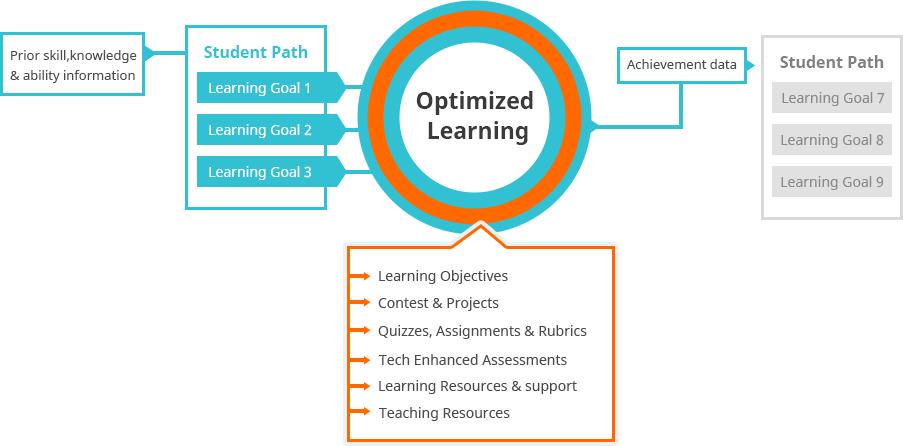 Prior skill,knowledge
& ability information
Student Path
Learning Goal 1
Learning Goal 2
Learning Goal 3
Optimized
Learning
Achievement data
Student Path
Learning Goal 7
Learning Goal 8
Learning Goal 9
Learning Objectives
Contest & Projects
Quizzes, Assignments & Rubrics
Tech Enhanced Assessments
Learning Resources & support
Teaching Resources